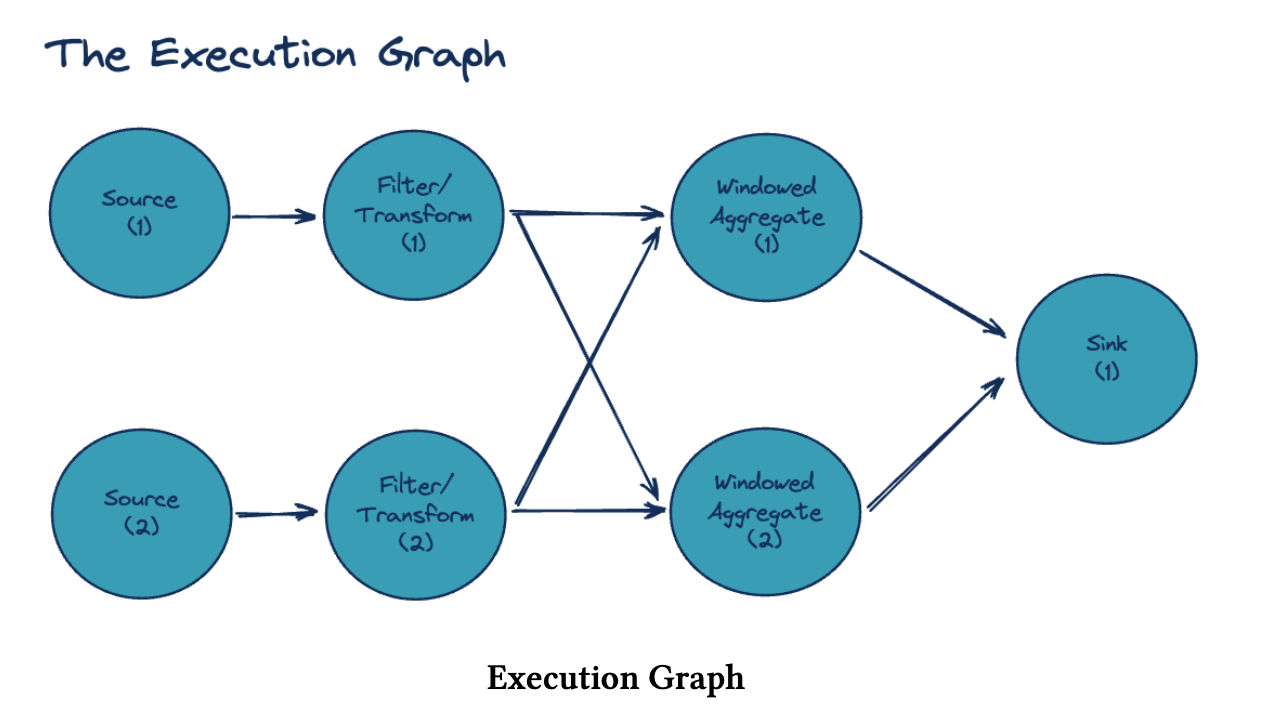 The Execution Graph
Source
(1)
Filter/
Transform
(1)
Windowed
Aggregate
(1)
Sink
(1)
Source
(2)
Filter/
Transform
(2)
Windowed
Aggregate
(2)
Execution Graph